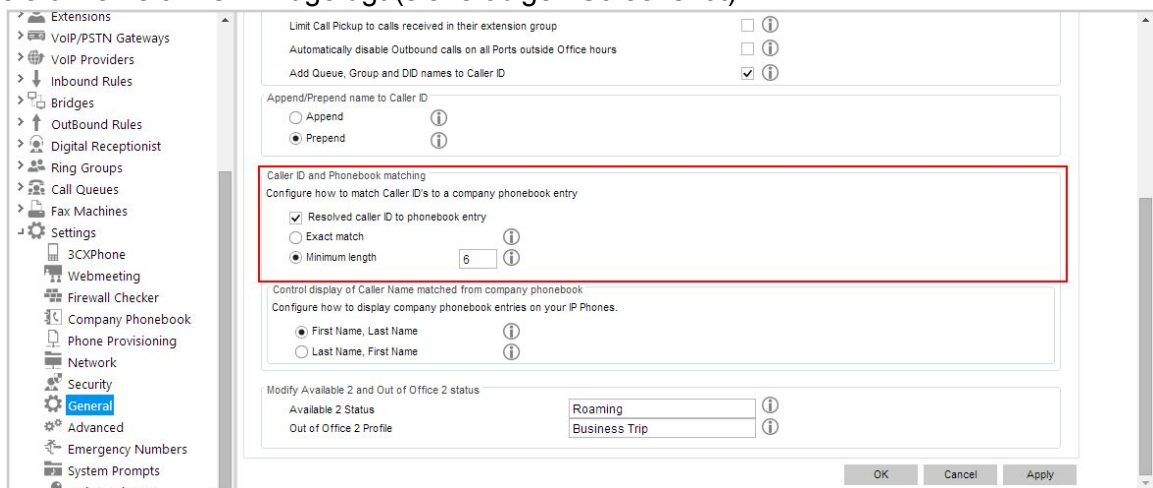 Extensions
VoIP/PSTN Gateways
VoIP Providers
Inbound Rules
Bridges
OutBound Rules
Digital Receptionist
Ring Groups
Call Queues
Fax Machines
Settings
3CXPhone
Webmeeting
Firewall Checker
Company Phonebook
Phone Provisioning
Network
Security
General
Advanced
Emergency Numbers
System Prompts
Limit Call Pickup to calls received in their extension group
Automatically disable Outbound calls on all Ports outside Office hours
Add Queue, Group and DID names to Caller ID
Append/Prepend name to Caller ID
Append
Prepend
Caller ID and Phonebook matching
Configure how to match Caller ID's to a company phonebook entry
Resolved caller ID to phonebook entry
Exact match
Minimum length 6
Control display of Caller Name matched from company phonebook
Configure how to display company phonebook entries on your IP Phones.
First Name, Last Name
Last Name, First Name
Modify Available 2 and Out of Office 2 status
Available 2 Status Roaming
Out of Office 2 Profile Business Trip
OK Cancel Apply